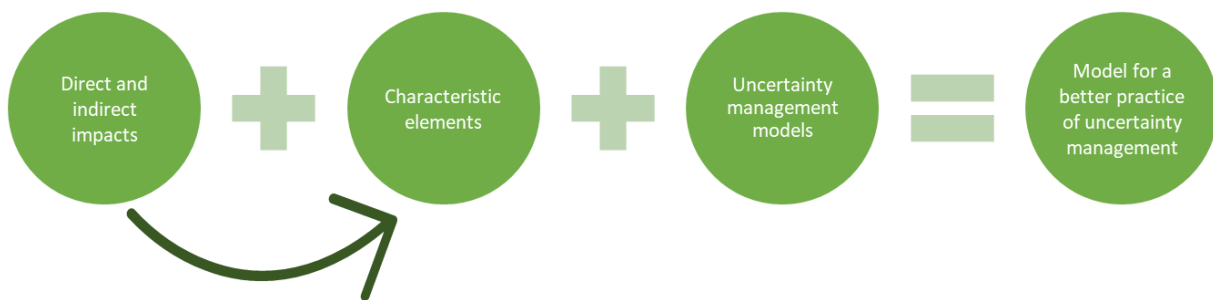 Direct and
indirect
impacts
Characteristic
elements
Uncertainty
management
models
Model for a
better practice
of uncertainty
management